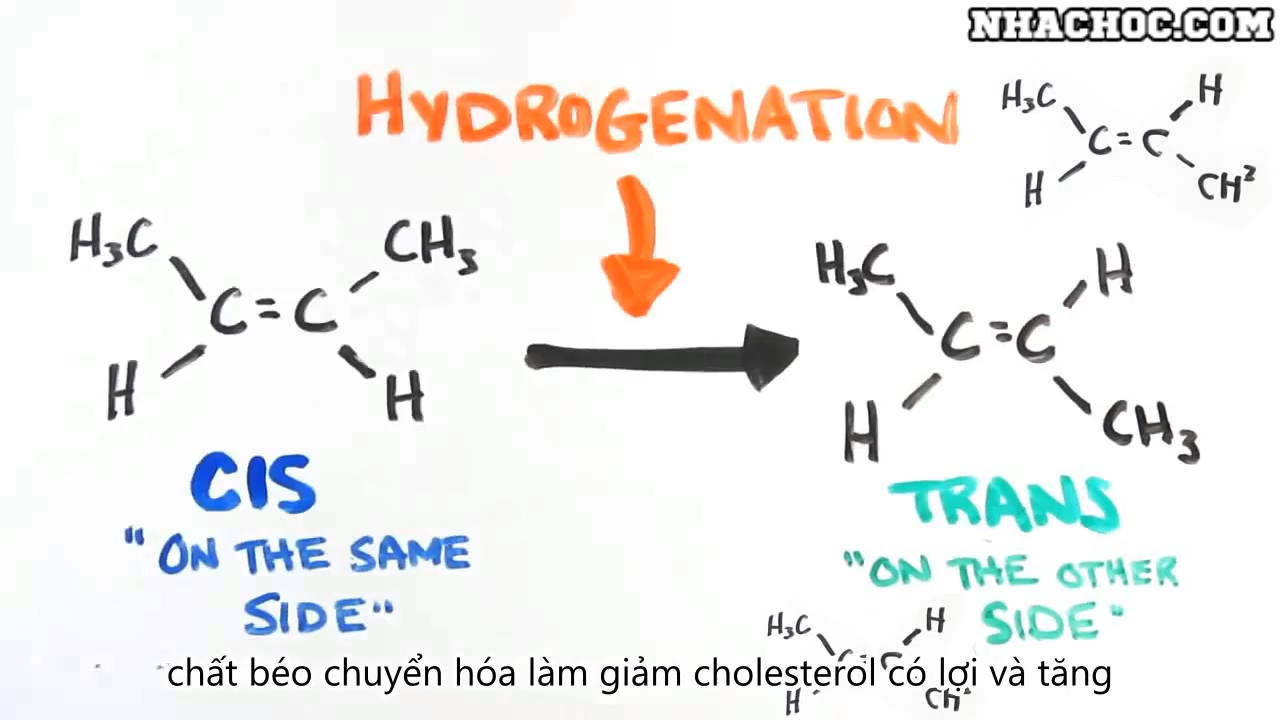 NHACHOC.COM
HYDROGENATION
H₃C H
C=C
H CH²
H₃C CH₃
C=C
H H
H₃C H
C=C
H CH₃
CIS
"ON THE SAME
SIDE"
TRANS
"ON THE OTHER
SIDE"
H₃C H
H
chất béo chuyển hóa làm giảm cholesterol có lợi và tăng